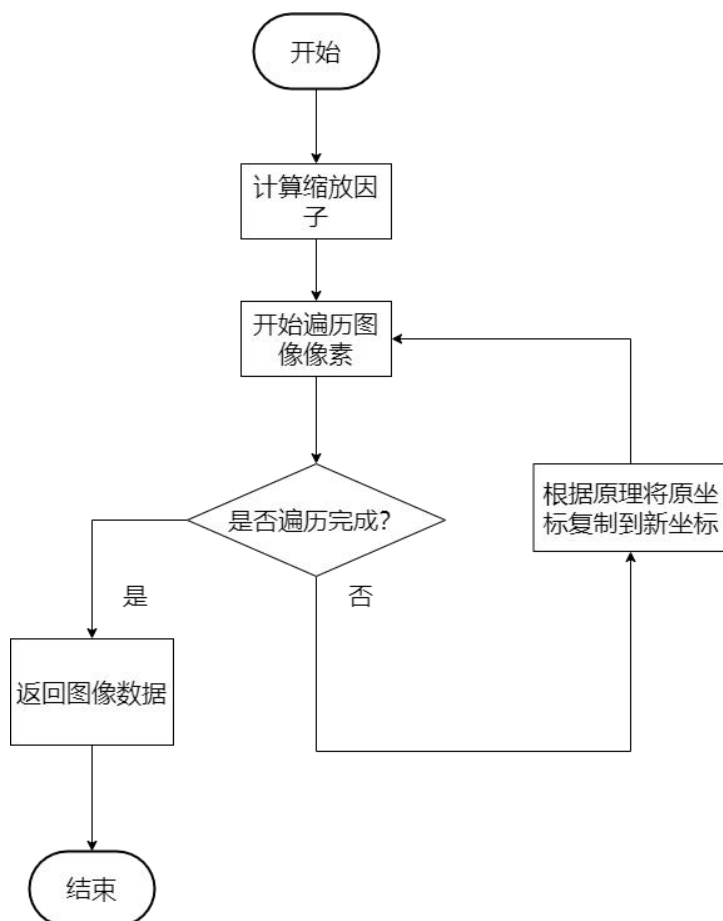 开始
计算缩放因
子
开始遍历图
像像素
根据原理将原坐
标复制到新坐标
是否遍历完成?
是
否
返回图像数据
结束